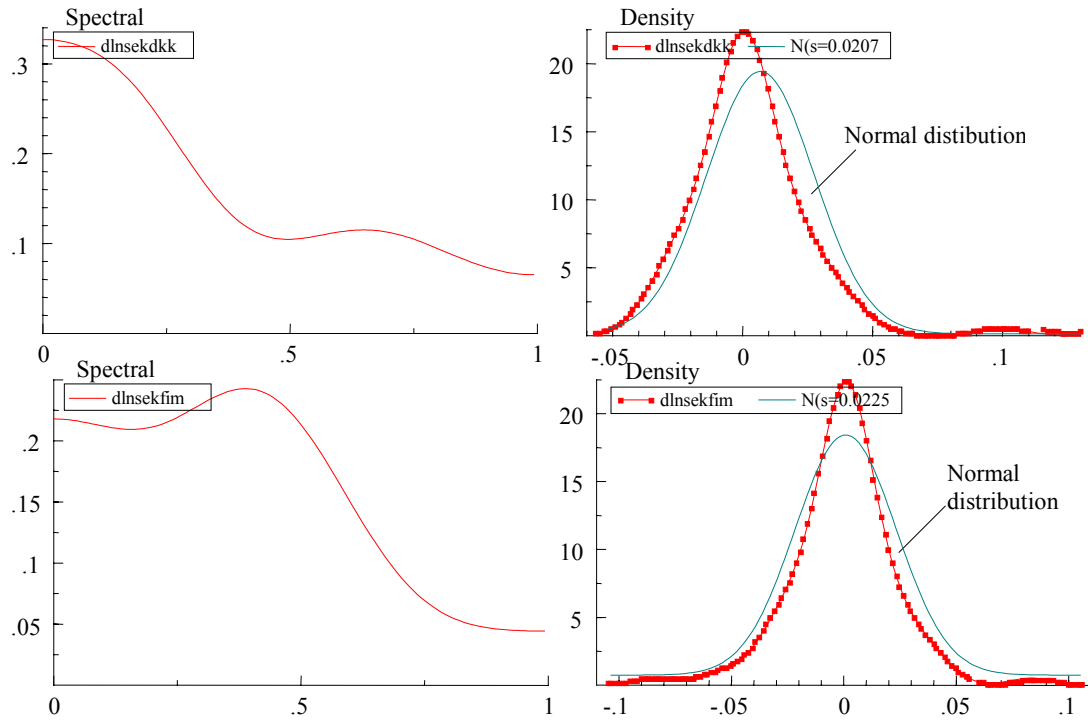 Spectral
dlnsekdkk
.3
.2
.1
0 .5 1
Density
dlnsekdkk N(s=0.0207
20
15
10
5
Normal distibution
-.05 0 .05 .1
Spectral
dlnsekfim
.2
.15
.1
.05
0 .5 1
Density
dlnsekfim N(s=0.0225
20
15
10
5
Normal
distribution
-.1 -.05 0 .05 .1